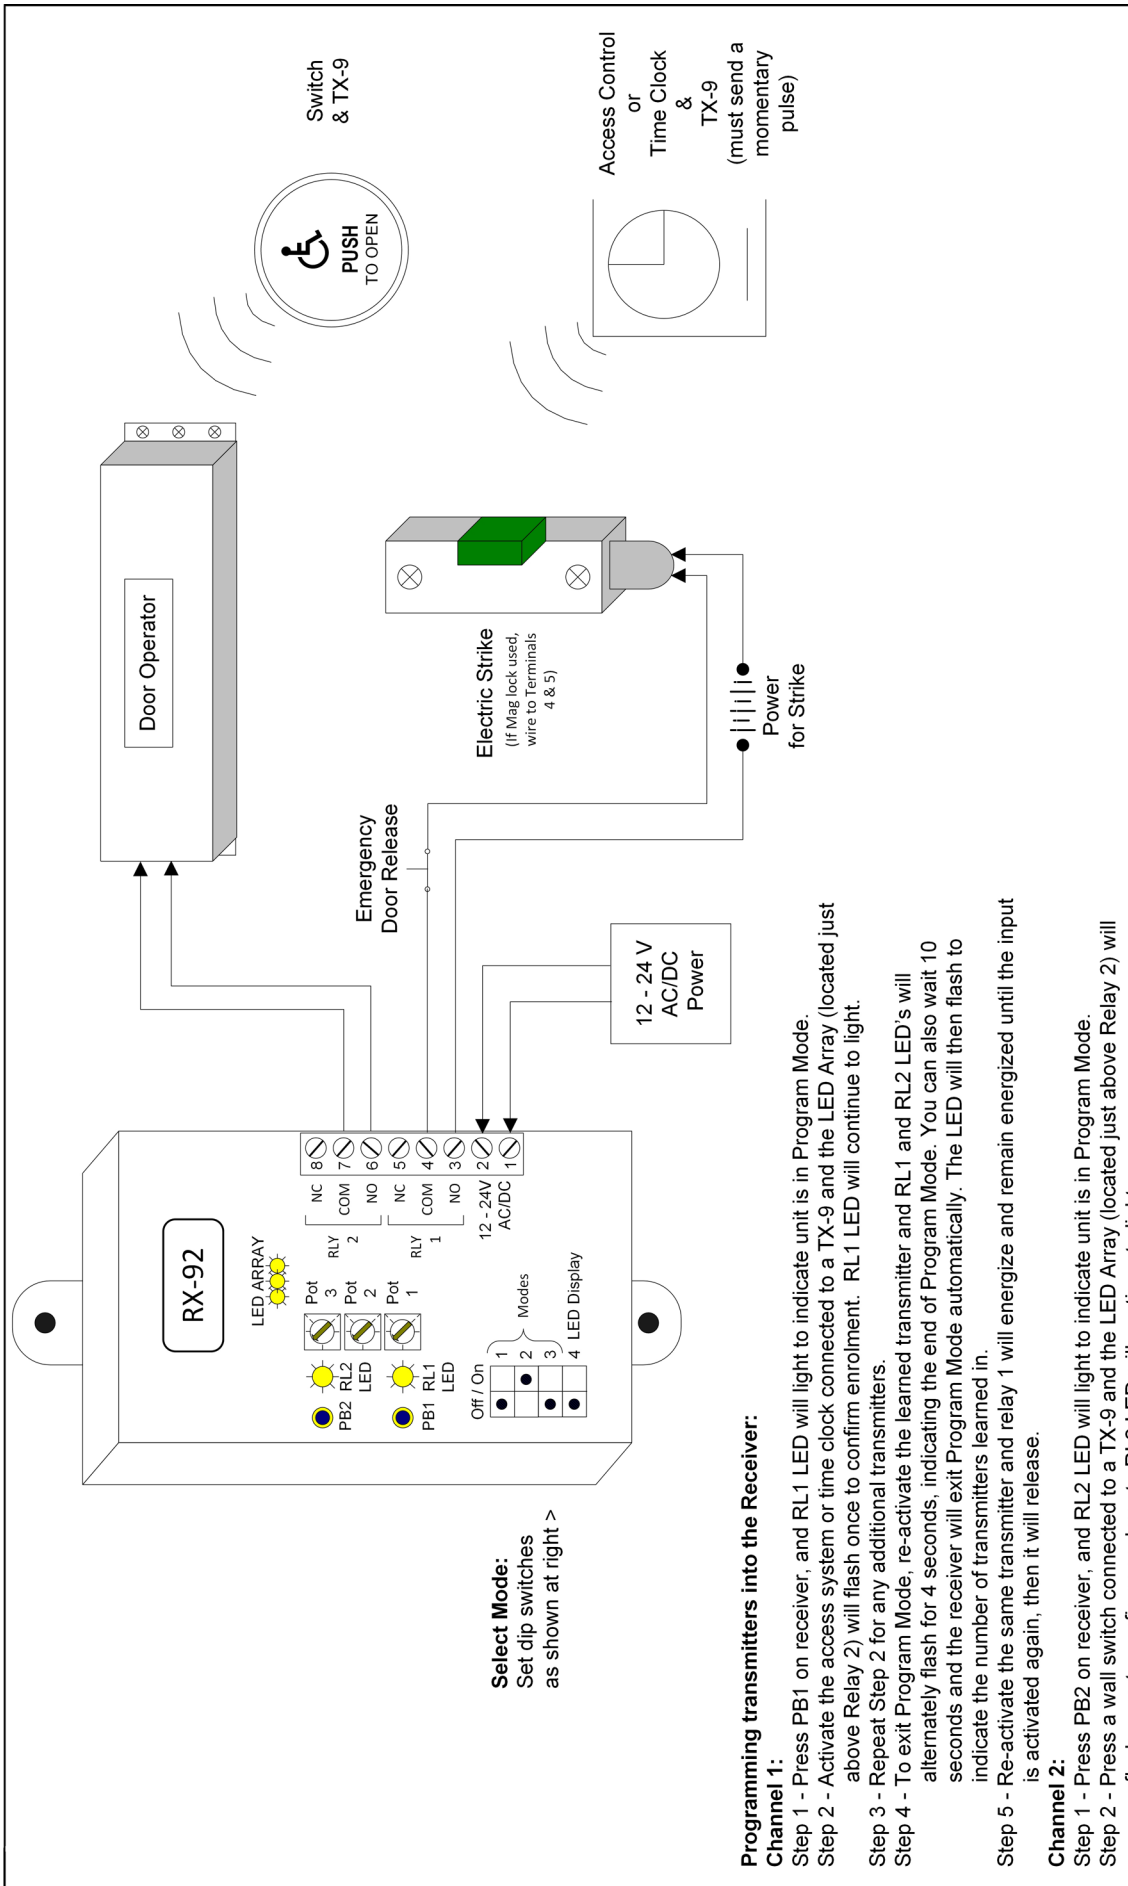 Select Mode:
Set dip switches
as shown at right >
RX-92
LED ARRAY
PB2
RL2
LED
Pot
3
Pot
2
PB1
RL1
LED
Pot
1
RLY
2
NC
COM
NO
8
7
6
RLY
1
NC
COM
NO
5
4
3
12 - 24V
AC/DC
2
1
Off / On
1
2
3
4
Modes
LED Display
Door Operator
Switch
& TX-9
PUSH
TO OPEN
Emergency
Door Release
Electric Strike
(If Mag lock used,
wire to Terminals
4 & 5)
Access Control
or
Time Clock
&
TX-9
(must send a
momentary
pulse)
12 - 24 V
AC/DC
Power
Power
for Strike
Programming transmitters into the Receiver:
Channel 1:
Step 1 - Press PB1 on receiver, and RL1 LED will light to indicate unit is in Program Mode.
Step 2 - Activate the access system or time clock connected to a TX-9 and the LED Array (located just
above Relay 2) will flash once to confirm enrolment. RL1 LED will continue to light.
Step 3 - Repeat Step 2 for any additional transmitters.
Step 4 - To exit Program Mode, re-activate the learned transmitter and RL1 and RL2 LED's will
alternately flash for 4 seconds, indicating the end of Program Mode. You can also wait 10
seconds and the receiver will exit Program Mode automatically. The LED will then flash to
indicate the number of transmitters learned in.
Step 5 - Re-activate the same transmitter and relay 1 will energize and remain energized until the input
is activated again, then it will release.
Channel 2:
Step 1 - Press PB2 on receiver, and RL2 LED will light to indicate unit is in Program Mode.
Step 2 - Press a wall switch connected to a TX-9 and the LED Array (located just above Relay 2) will